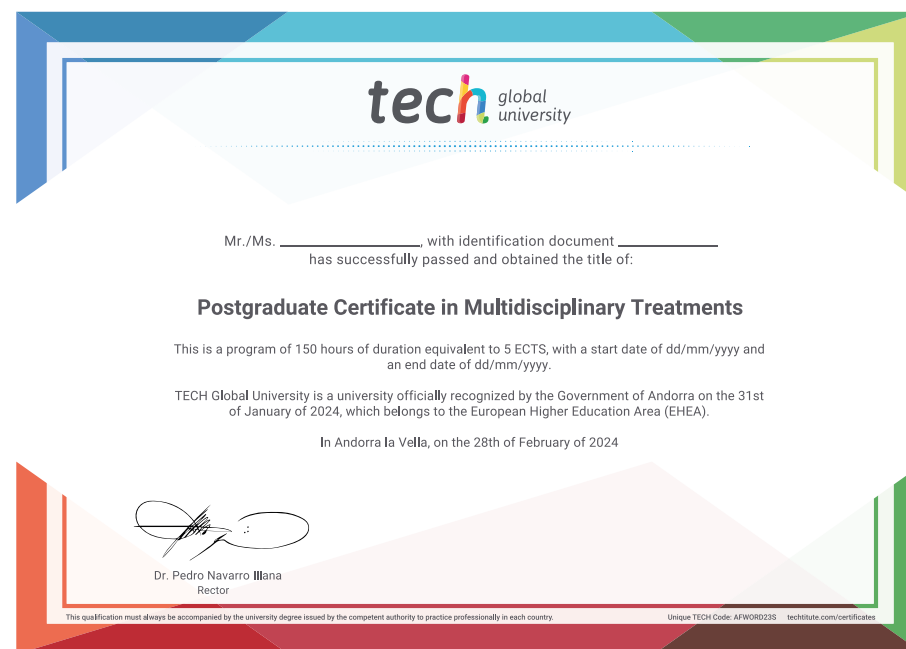 tech global
university
Mr./Ms. ____________, with identification document ____________
has successfully passed and obtained the title of:
Postgraduate Certificate in Multidisciplinary Treatments
This is a program of 150 hours of duration equivalent to 5 ECTS, with a start date of dd/mm/yyyy and
an end date of dd/mm/yyyy.
TECH Global University is a university officially recognized by the Government of Andorra on the 31st
of January of 2024, which belongs to the European Higher Education Area (EHEA).
In Andorra la Vella, on the 28th of February of 2024
Dr. Pedro Navarro Illana
Rector
This qualification must always be accompanied by the university degree issued by the competent authority to practice professionally in each country. Unique TECH Code: AFWORD23S techtitute.com/certificates